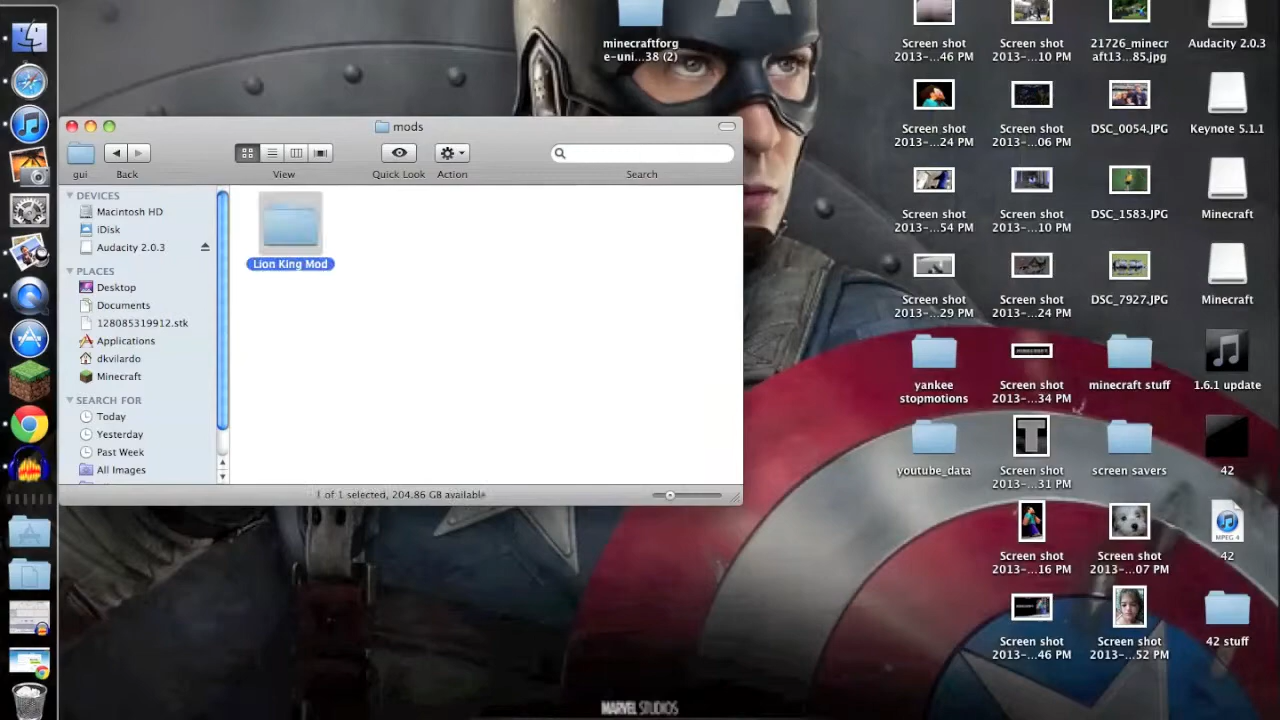 minecraftforg
e-uni...38 (2)
Screen shot
2013-...46 PM
Screen shot
2013-...10 PM
21726_minecr
aft13...85.jpg
Audacity 2.0.3
mods
gui
Back
View
Quick Look
Action
Search
Screen shot
2013-...24 PM
Screen shot
2013-...06 PM
DSC_0054.JPG
Keynote 5.1.1
DEVICES
Macintosh HD
iDisk
Audacity 2.0.3
PLACES
Desktop
Documents
128085319912.stk
Applications
dkvilardo
Minecraft
SEARCH FOR
Today
Yesterday
Past Week
All Images
Lion King Mod
1 of 1 selected, 204.86 GB available
Screen shot
2013-...54 PM
Screen shot
2013-...10 PM
DSC_1583.JPG
Minecraft
Screen shot
2013-...29 PM
Screen shot
2013-...24 PM
DSC_7927.JPG
Minecraft
yankee
stopmotions
Screen shot
2013-...34 PM
minecraft stuff
1.6.1 update
youtube_data
T
Screen shot
2013-...31 PM
screen savers
42
Screen shot
2013-...16 PM
Screen shot
2013-...07 PM
MPEG 4
42
Screen shot
2013-...46 PM
Screen shot
2013-...52 PM
42 stuff
A
MARVEL STUDIOS